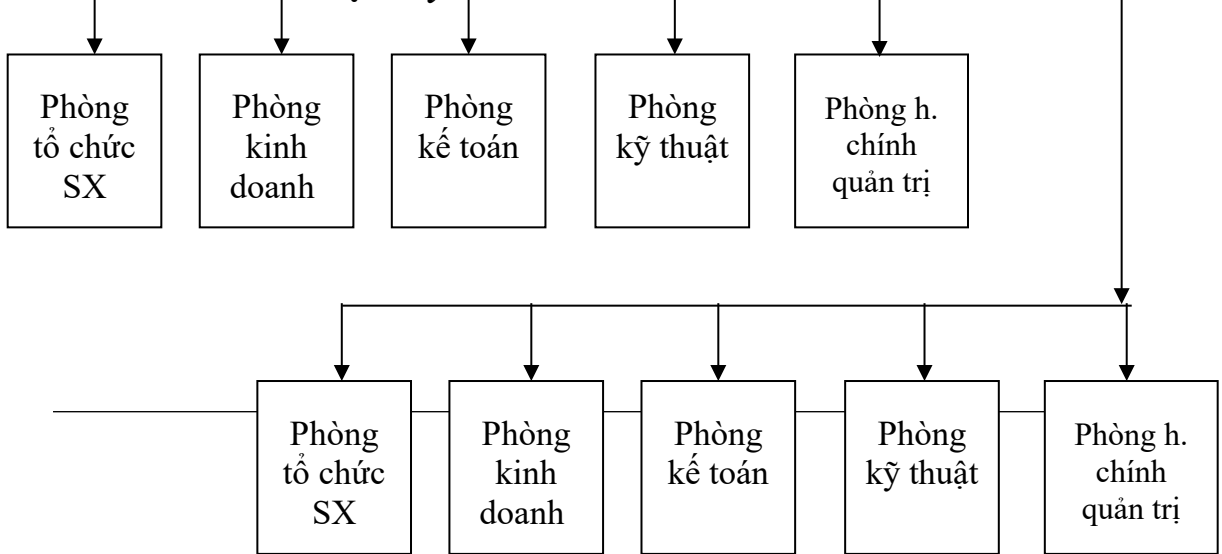 Phòng
tổ chức
SX
Phòng
kinh
doanh
Phòng
kế toán
Phòng
kỹ thuật
Phòng h.
chính
quản trị
Phòng
tổ chức
SX
Phòng
kinh
doanh
Phòng
kế toán
Phòng
kỹ thuật
Phòng h.
chính
quản trị